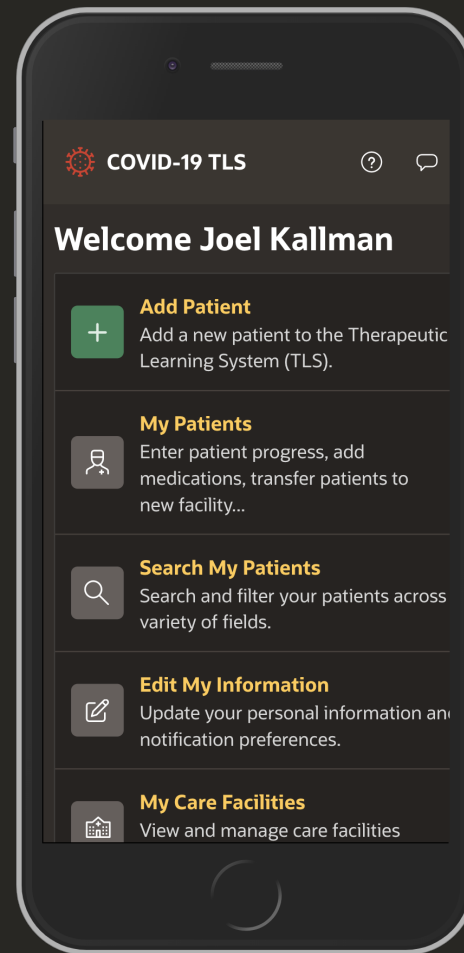 COVID-19 TLS
Welcome Joel Kallman
Add Patient
Add a new patient to the Therapeutic
Learning System (TLS).
My Patients
Enter patient progress, add
medications, transfer patients to
new facility...
Search My Patients
Search and filter your patients across
variety of fields.
Edit My Information
Update your personal information and
notification preferences.
My Care Facilities
View and manage care facilities